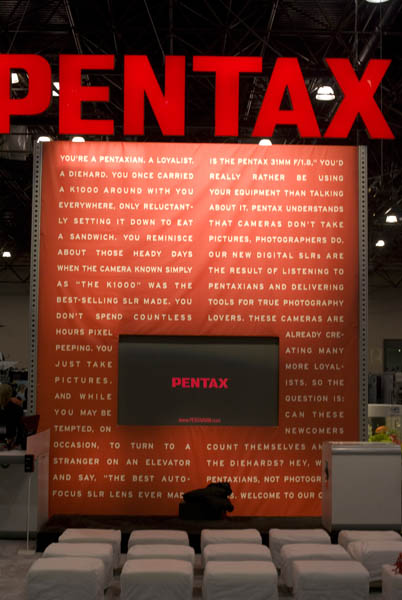 PENTAX
YOU'RE A PENTAXIAN. A LOYALIST.
A DIEHARD. YOU ONCE CARRIED
A K1000 AROUND WITH YOU
EVERYWHERE, ONLY RELUCTANT-
LY SETTING IT DOWN TO EAT
A SANDWICH. YOU REMINISCE
ABOUT THOSE HEADY DAYS
WHEN THE CAMERA KNOWN SIMPLY
AS "THE K1000" WAS THE
BEST-SELLING SLR MADE. YOU
DON'T SPEND COUNTLESS
HOURS PIXEL
PEEPING. YOU
JUST TAKE
PICTURES.
AND WHILE
YOU MAY BE
TEMPTED, ON
OCCASION, TO TURN TO A
STRANGER ON AN ELEVATOR
AND SAY, "THE BEST AUTO-
FOCUS SLR LENS EVER MADE
IS THE PENTAX 31MM F/1.8," YOU'D
REALLY RATHER BE USING
YOUR EQUIPMENT THAN TALKING
ABOUT IT. PENTAX UNDERSTANDS
THAT CAMERAS DON'T TAKE
PICTURES, PHOTOGRAPHERS DO.
OUR NEW DIGITAL SLRs ARE
THE RESULT OF LISTENING TO
PENTAXIANS AND DELIVERING
TOOLS FOR TRUE PHOTOGRAPHY
LOVERS. THESE CAMERAS ARE
ALREADY CRE-
ATING MANY
MORE LOYAL-
ISTS, SO THE
QUESTION IS:
CAN THESE
NEWCOMERS
COUNT THEMSELVES AM
THE DIEHARDS? HEY, W
PENTAXIANS, NOT PHOTOGR
WELCOME TO OUR
PENTAX